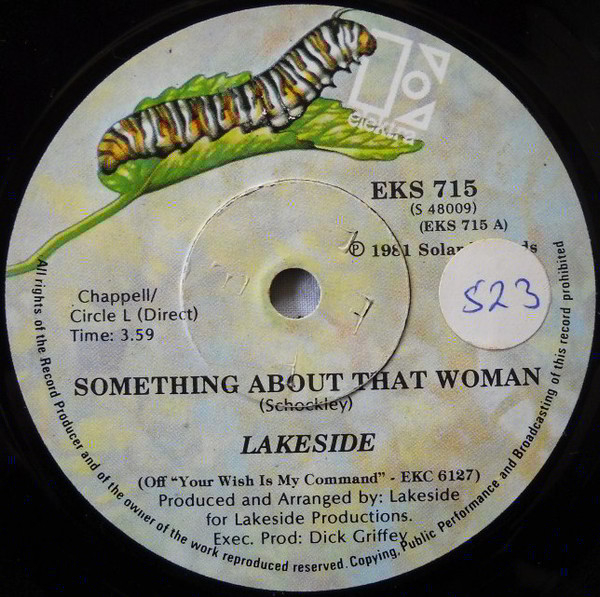 elektra
EKS 715
(S 48009)
(EKS 715 A)
℗ 1981 Solar
523
Chappell/
Circle L (Direct)
Time: 3.59
SOMETHING ABOUT THAT WOMAN
(Schockley)
LAKESIDE
(Off "Your Wish Is My Command" - EKC 6127)
Produced and Arranged by: Lakeside
for Lakeside Productions.
Exec. Prod: Dick Griffey
All rights of the Record Producer and of the owner of the work reproduced reserved. Copying, Public Performance and Broadcasting of this record prohibited